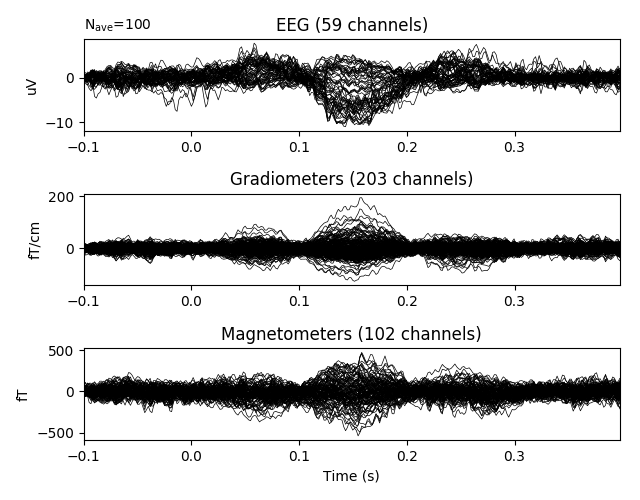 N_ave=100
EEG (59 channels)
uV
0
−10
−0.1 0.0 0.1 0.2 0.3
Gradiometers (203 channels)
fT/cm
200
0
−0.1 0.0 0.1 0.2 0.3
Magnetometers (102 channels)
fT
500
0
−500
−0.1 0.0 0.1 0.2 0.3
Time (s)